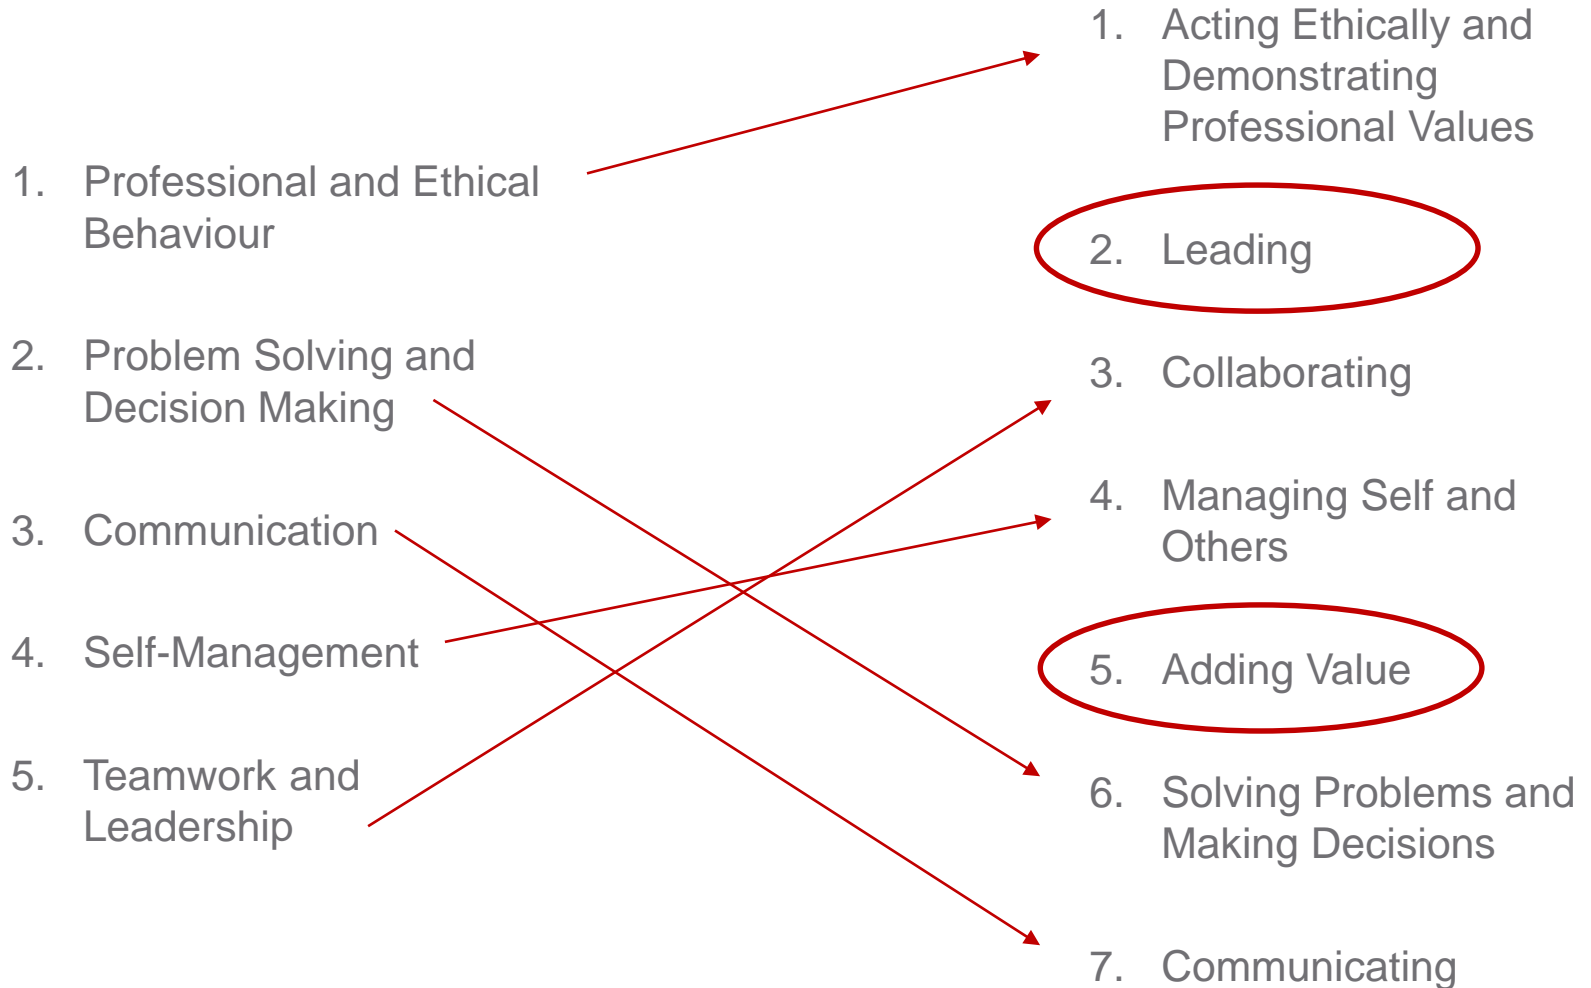 1. Professional and Ethical
Behaviour
2. Problem Solving and
Decision Making
3. Communication
4. Self-Management
5. Teamwork and
Leadership
1. Acting Ethically and
Demonstrating
Professional Values
2. Leading
3. Collaborating
4. Managing Self and
Others
5. Adding Value
6. Solving Problems and
Making Decisions
7. Communicating